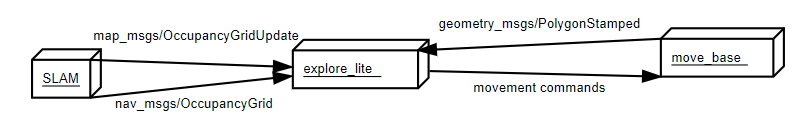 map_msgs/OccupancyGridUpdate
geometry_msgs/PolygonStamped
SLAM
explore_lite
move_base
nav_msgs/OccupancyGrid
movement commands